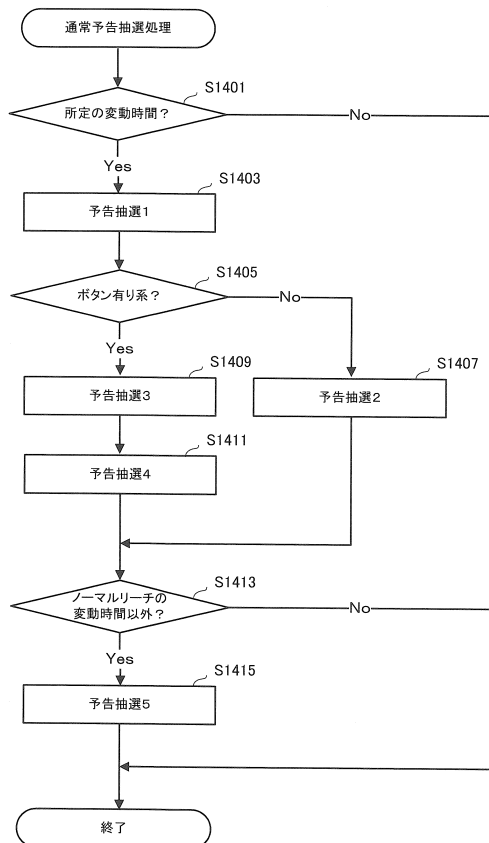 通常予告抽選処理
S1401
所定の変動時間？
No
Yes
S1403
予告抽選１
S1405
ボタン有り系？
No
Yes
S1409
予告抽選３
S1407
予告抽選２
S1411
予告抽選４
S1413
ノーマルリーチの
変動時間以外？
No
Yes
S1415
予告抽選５
終了